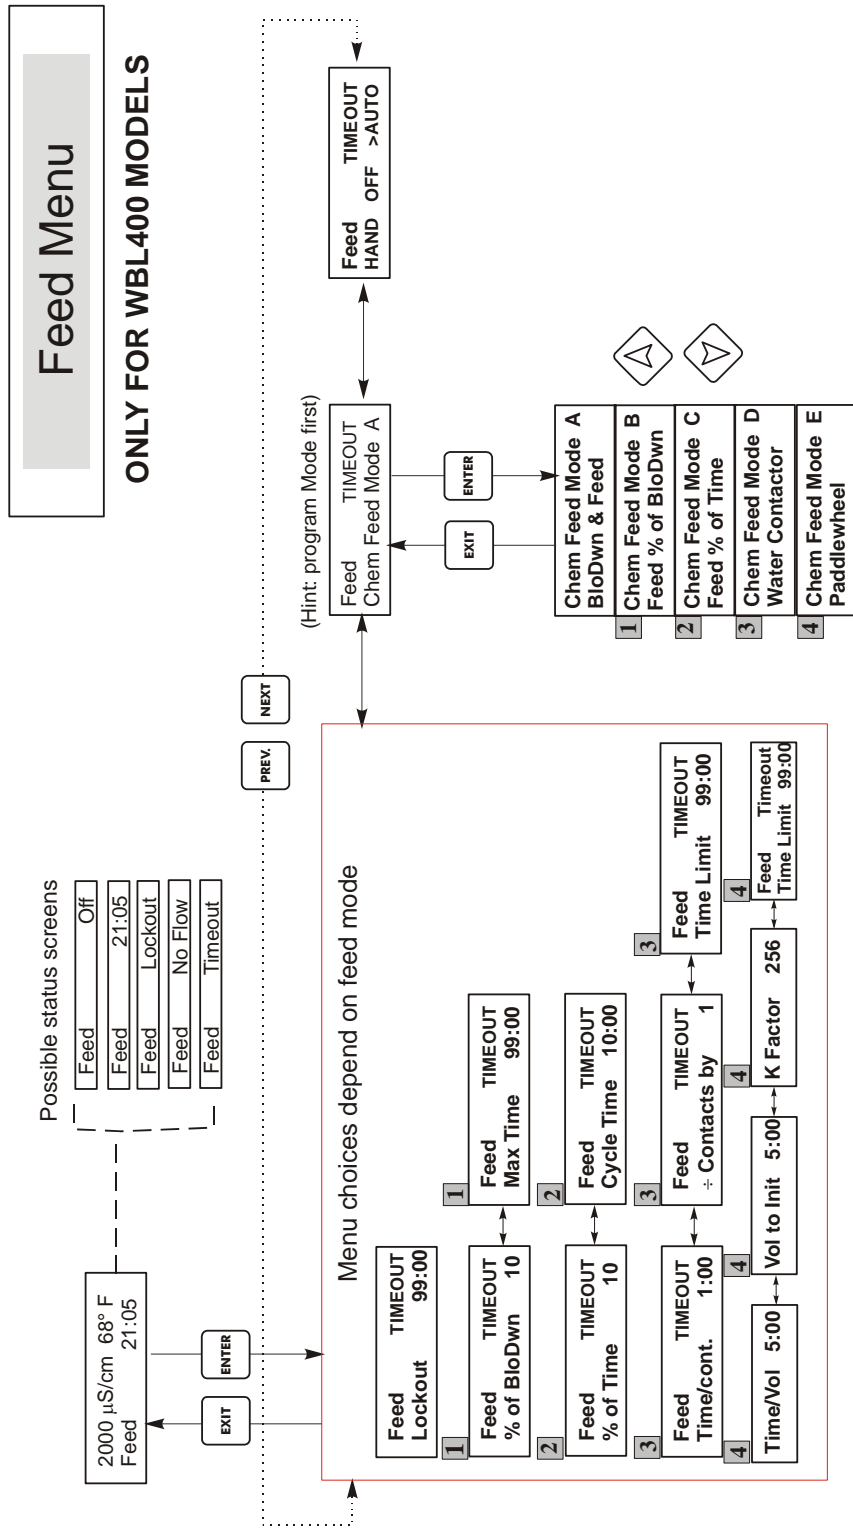 Feed Menu
ONLY FOR WBL400 MODELS
2000 µS/cm 68° F
Feed 21:05
Possible status screens
Feed Off
Feed 21:05
Feed Lockout
Feed No Flow
Feed Timeout
EXIT
ENTER
PREV.
NEXT
Menu choices depend on feed mode
Feed TIMEOUT
Lockout 99:00
1
Feed TIMEOUT
% of BloDwn 10
1
Feed TIMEOUT
Max Time 99:00
2
Feed TIMEOUT
% of Time 10
2
Feed TIMEOUT
Cycle Time 10:00
3
Feed TIMEOUT
Time/cont. 1:00
3
Feed TIMEOUT
÷ Contacts by 1
3
Feed TIMEOUT
Time Limit 99:00
4
Time/Vol 5:00
4
Vol to Init 5:00
4
K Factor 256
4
Feed Timeout
Time Limit 99:00
(Hint: program Mode first)
Feed TIMEOUT
Chem Feed Mode A
Feed TIMEOUT
HAND OFF >AUTO
EXIT
ENTER
Chem Feed Mode A
BloDwn & Feed
1
Chem Feed Mode B
Feed % of BloDwn
2
Chem Feed Mode C
Feed % of Time
3
Chem Feed Mode D
Water Contactor
4
Chem Feed Mode E
Paddlewheel